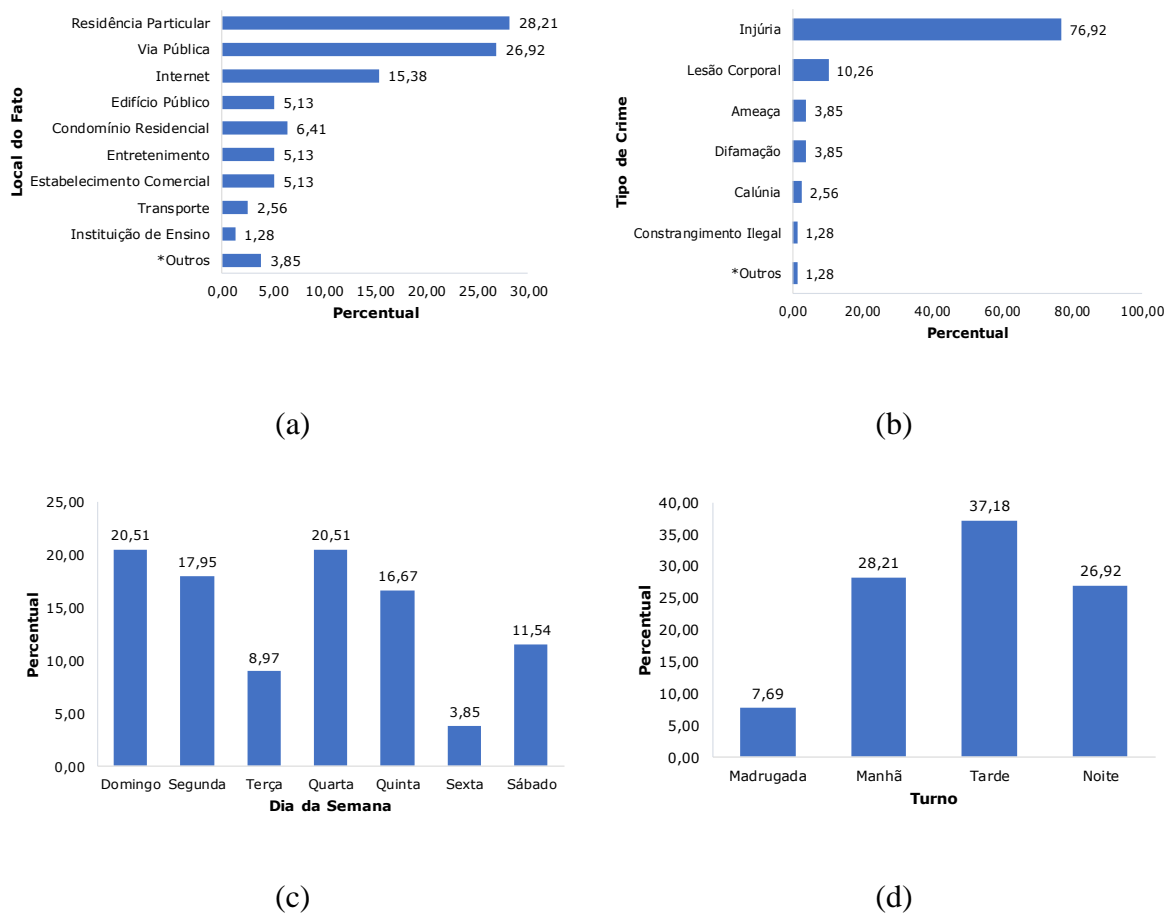 Local do Fato
Residência Particular 28,21
Via Pública 26,92
Internet 15,38
Edifício Público 5,13
Condomínio Residencial 6,41
Entretenimento 5,13
Estabelecimento Comercial 5,13
Transporte 2,56
Instituição de Ensino 1,28
*Outros 3,85
0,00 5,00 10,00 15,00 20,00 25,00 30,00
Percentual
(a)
Tipo de Crime
Injúria 76,92
Lesão Corporal 10,26
Ameaça 3,85
Difamação 3,85
Calúnia 2,56
Constrangimento Ilegal 1,28
*Outros 1,28
0,00 20,00 40,00 60,00 80,00 100,00
Percentual
(b)
Percentual
25,00
20,00
15,00
10,00
5,00
0,00
20,51 17,95 8,97 20,51 16,67 3,85 11,54
Domingo Segunda Terça Quarta Quinta Sexta Sábado
Dia da Semana
(c)
Percentual
40,00
35,00
30,00
25,00
20,00
15,00
10,00
5,00
0,00
7,69 28,21 37,18 26,92
Madrugada Manhã Tarde Noite
Turno
(d)